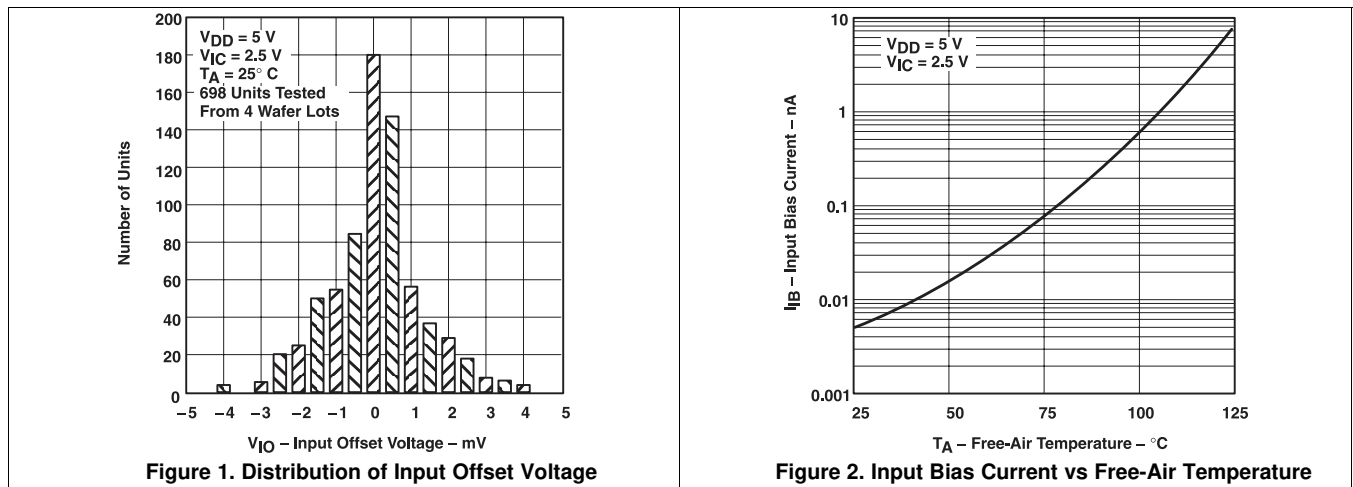 200
180
160
140
120
100
80
60
40
20
0
VDD = 5 V
VIC = 2.5 V
TA = 25° C
698 Units Tested
From 4 Wafer Lots
Number of Units
–5 –4 –3 –2 –1 0 1 2 3 4 5
VIO – Input Offset Voltage – mV
Figure 1. Distribution of Input Offset Voltage
10
1
0.1
0.01
0.001
VDD = 5 V
VIC = 2.5 V
IIB – Input Bias Current – nA
25 50 75 100 125
TA – Free-Air Temperature – °C
Figure 2. Input Bias Current vs Free-Air Temperature